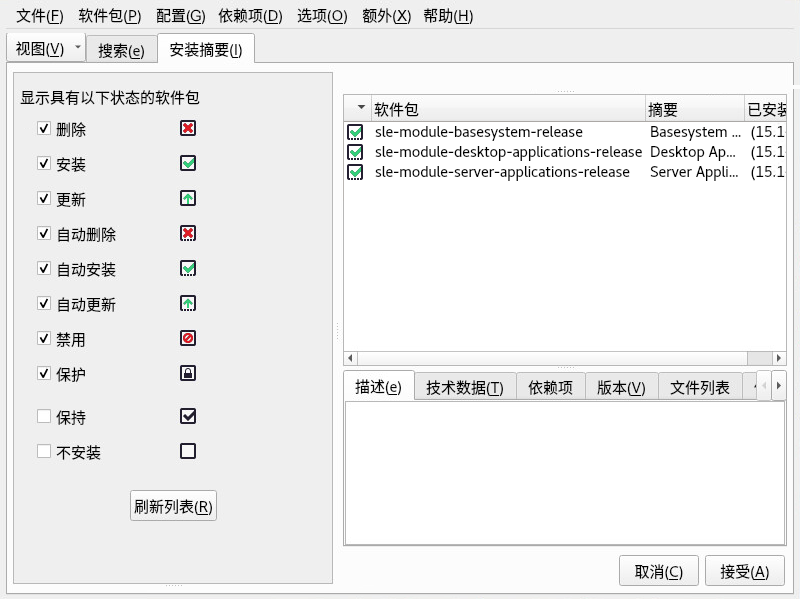 文件(F) 软件包(P) 配置(G) 依赖项(D) 选项(O) 额外(X) 帮助(H)
视图(V) 搜索(e) 安装摘要(I)
显示具有以下状态的软件包
删除
安装
更新
自动删除
自动安装
自动更新
禁用
保护
保持
不安装
刷新列表(R)
软件包 摘要 已安装
sle-module-basesystem-release Basesystem ... (15.1
sle-module-desktop-applications-release Desktop Ap... (15.1
sle-module-server-applications-release Server Appli... (15.1
描述(e) 技术数据(T) 依赖项 版本(V) 文件列表
取消(C) 接受(A)